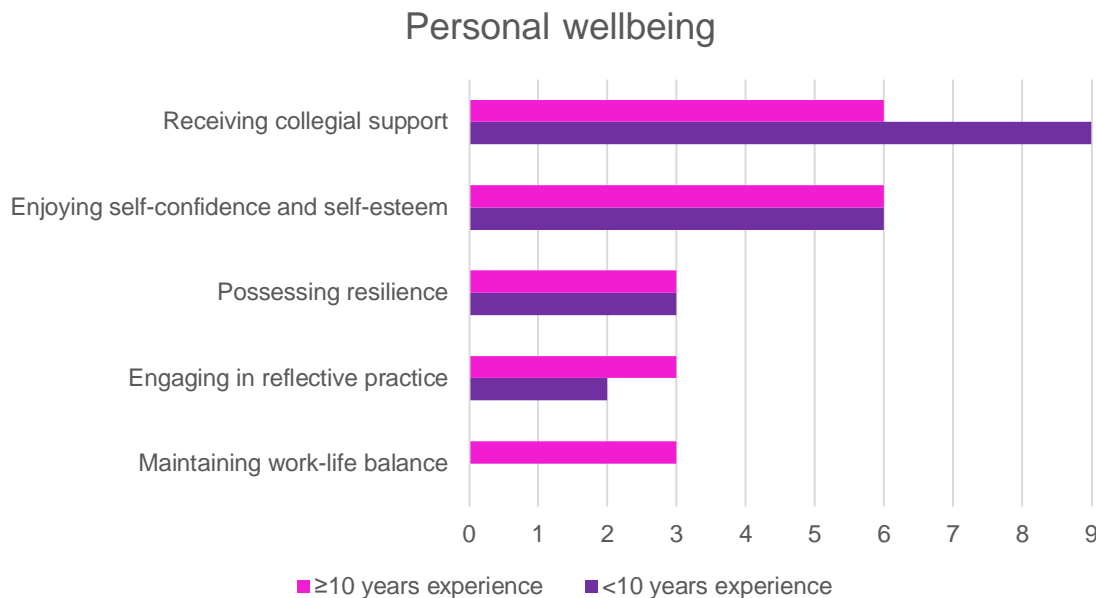 Personal wellbeing
Receiving collegial support
Enjoying self-confidence and self-esteem
Possessing resilience
Engaging in reflective practice
Maintaining work-life balance
0 1 2 3 4 5 6 7 8 9
≥10 years experience <10 years experience